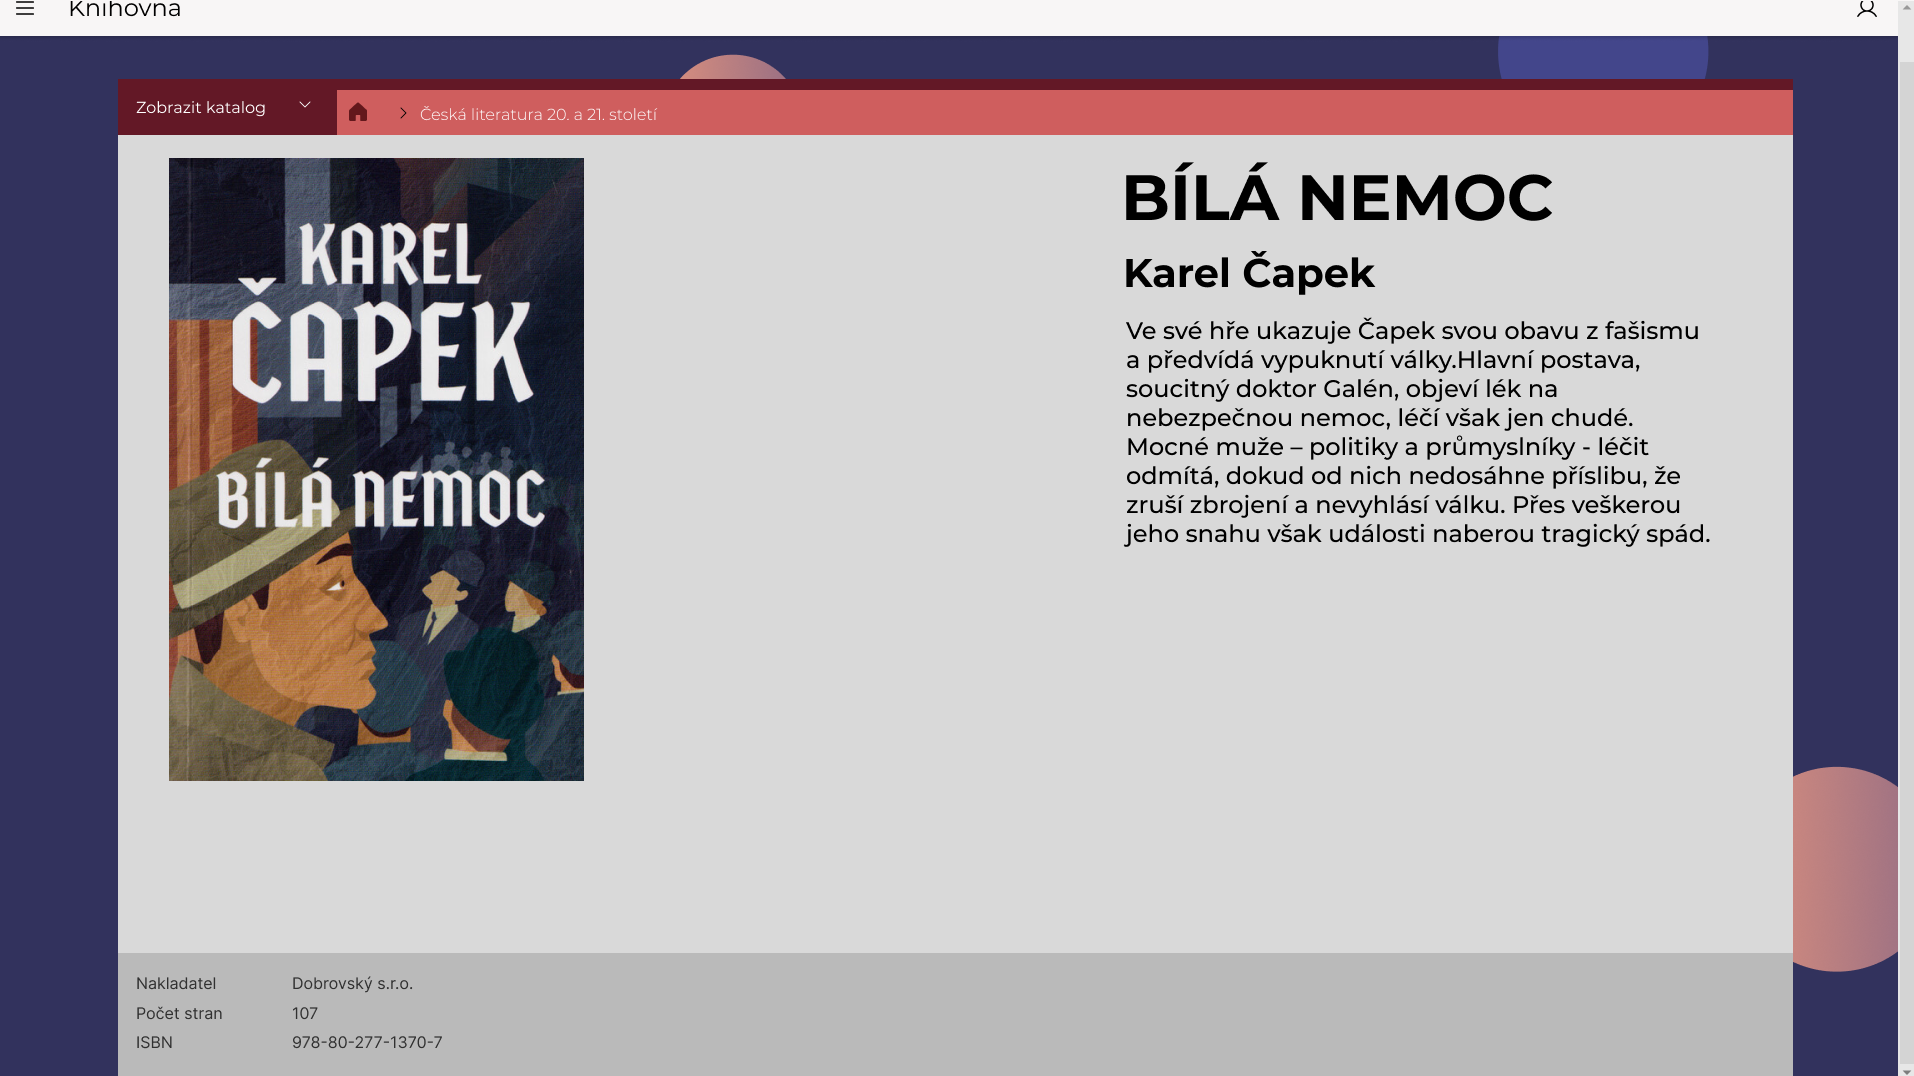 Knihovna
Zobrazit katalog
Česká literatura 20. a 21. století
KAREL
ČAPEK
BÍLÁ NEMOC
BÍLÁ NEMOC
Karel Čapek
Ve své hře ukazuje Čapek svou obavu z fašismu
a předvídá vypuknutí války.Hlavní postava,
soucitný doktor Galén, objeví lék na
nebezpečnou nemoc, léčí však jen chudé.
Mocné muže – politiky a průmyslníky - léčit
odmítá, dokud od nich nedosáhne příslibu, že
zruší zbrojení a nevyhlásí válku. Přes veškerou
jeho snahu však události naberou tragický spád.
Nakladatel Dobrovský s.r.o.
Počet stran 107
ISBN 978-80-277-1370-7